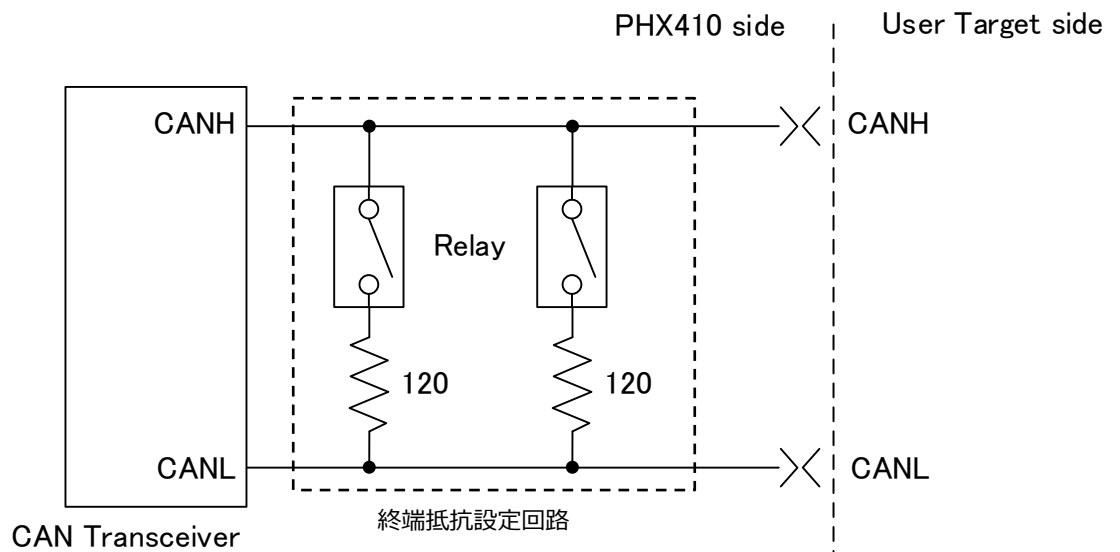 PHX410 side
User Target side
CANH
CANH
Relay
120
120
CANL
CANL
終端抵抗設定回路
CAN Transceiver